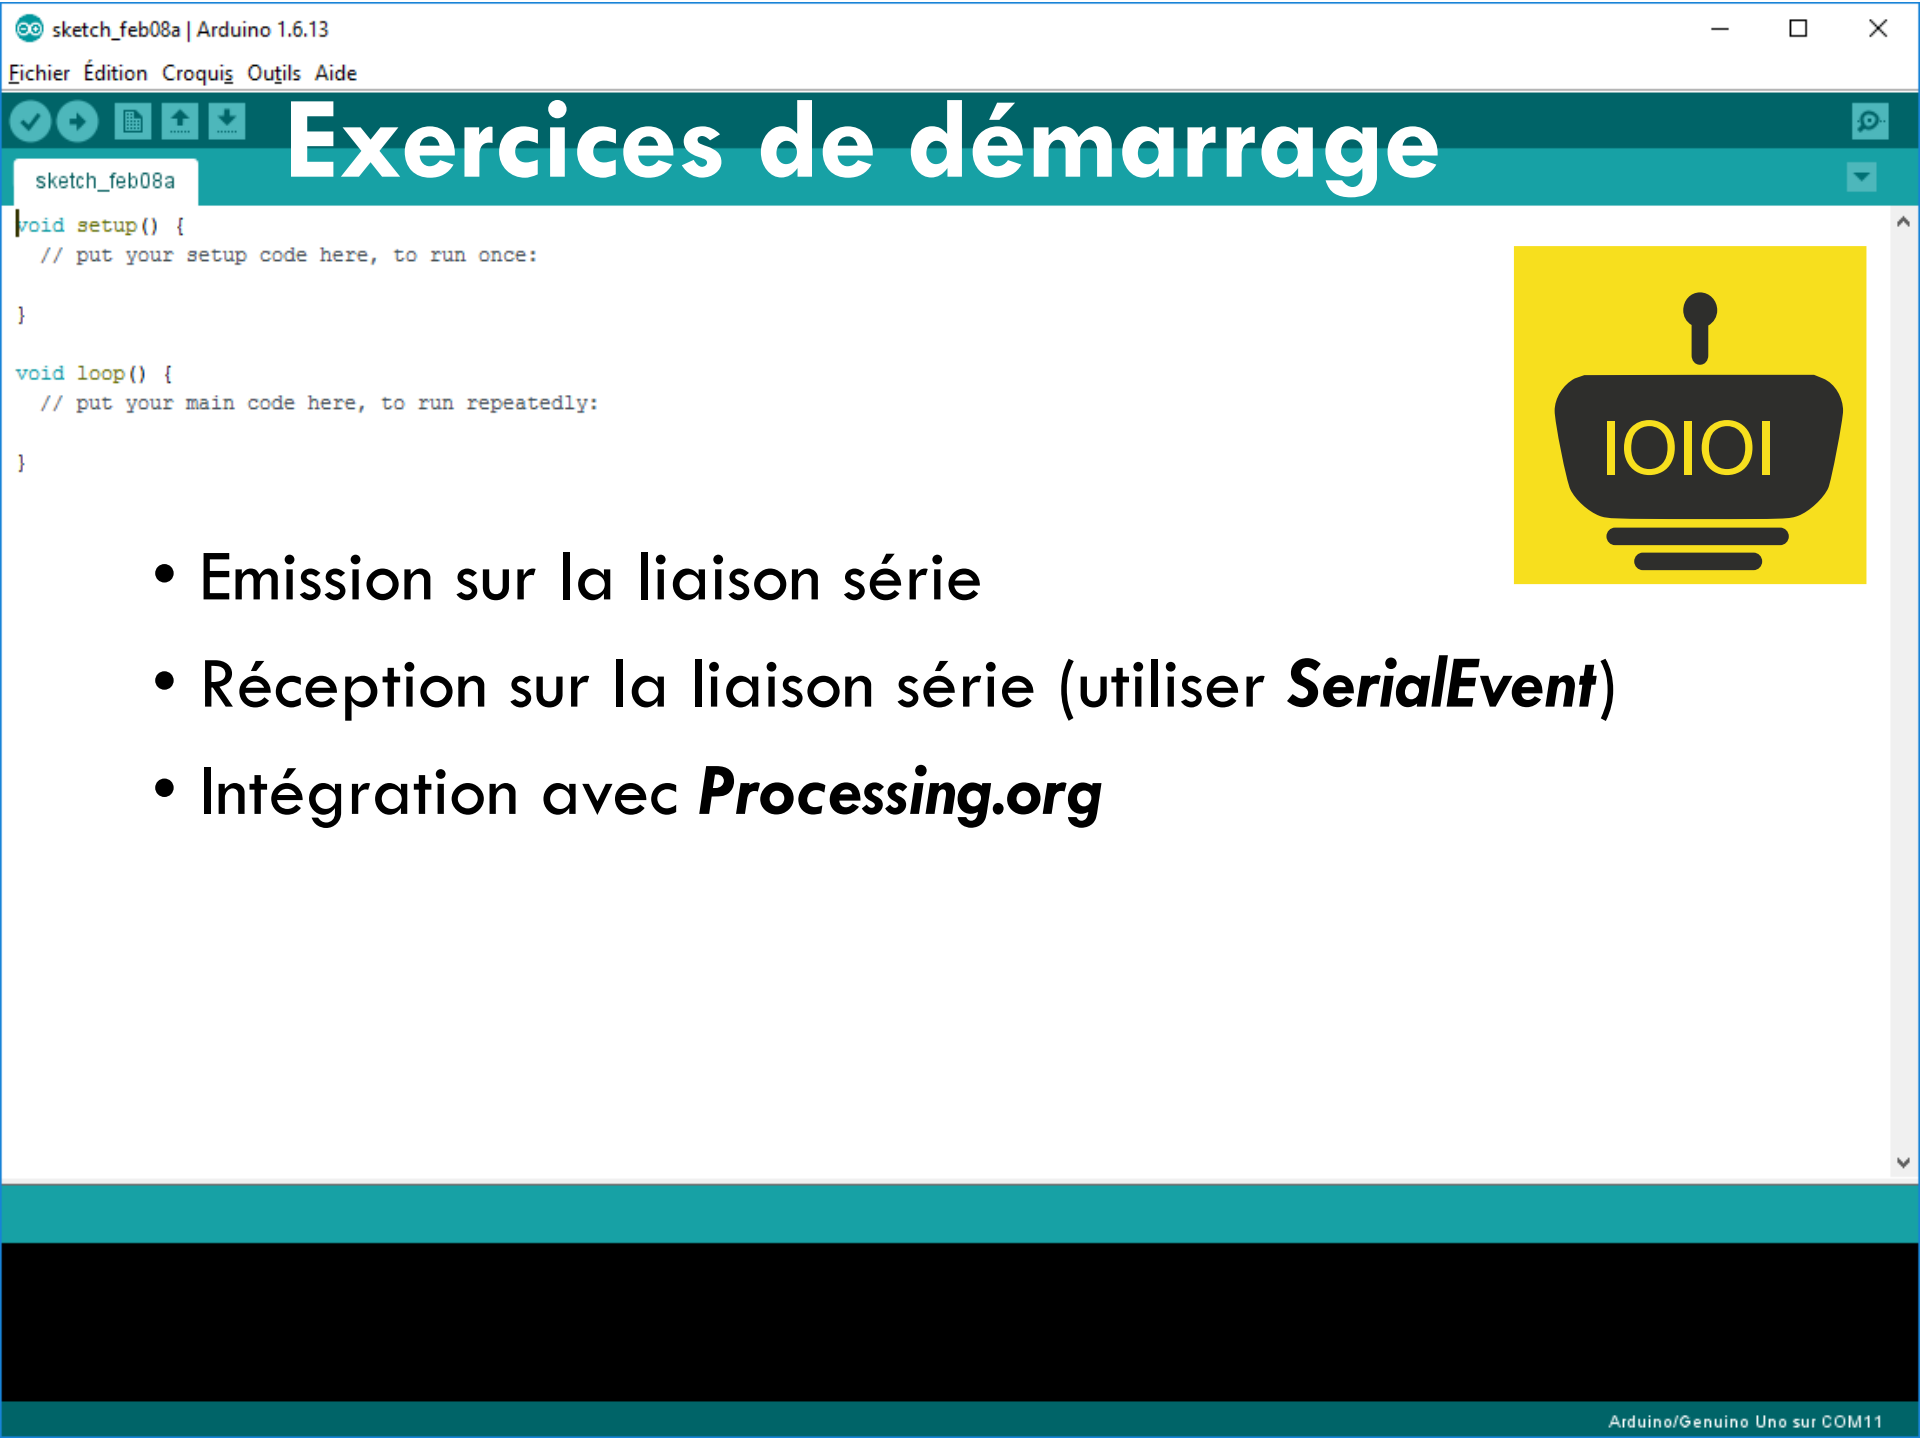 sketch_feb08a | Arduino 1.6.13
Fichier Édition Croquis Outils Aide
Exercices de démarrage
sketch_feb08a
void setup() {
// put your setup code here, to run once:
}
void loop() {
// put your main code here, to run repeatedly:
}
IOIOI
• Emission sur la liaison série
• Réception sur la liaison série (utiliser SerialEvent)
• Intégration avec Processing.org
Arduino/Genuino Uno sur COM11